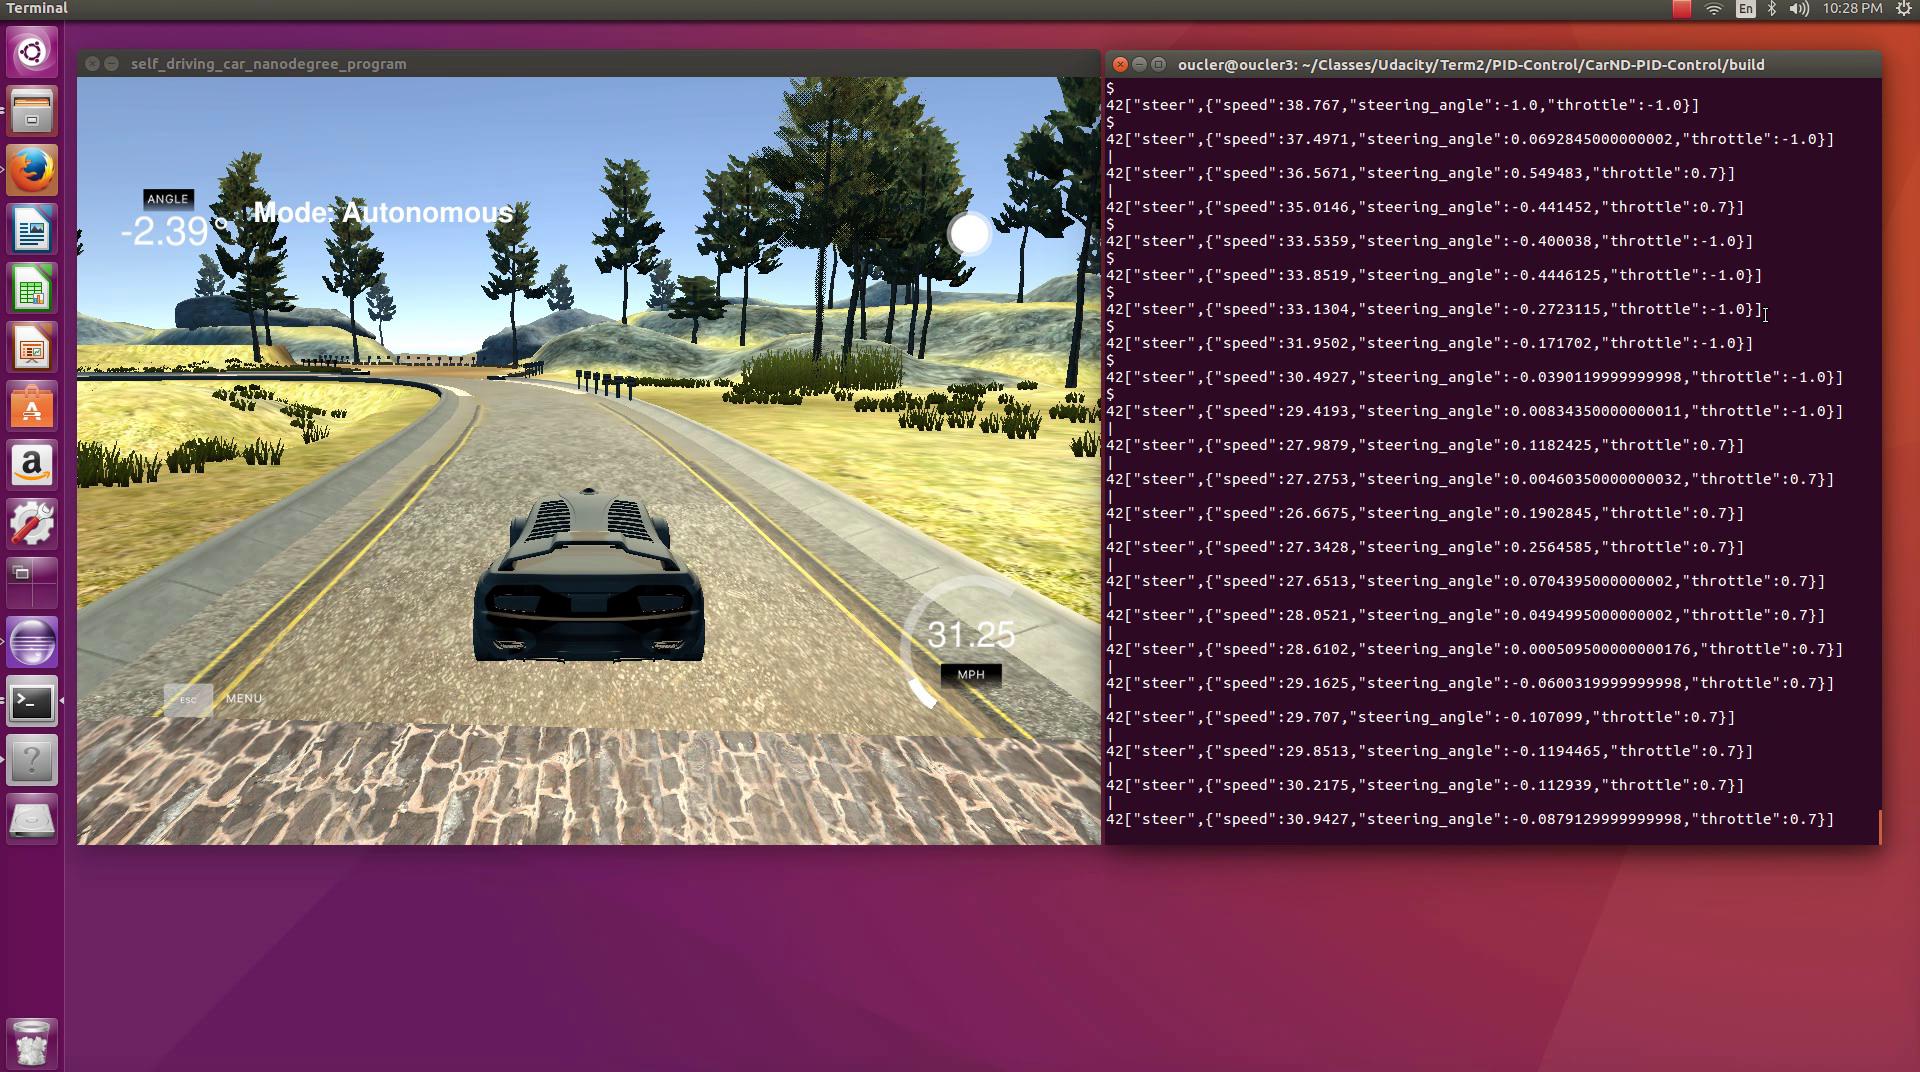 Terminal
En
10:28 PM
self_driving_car_nanodegree_program
ANGLE
-2.39°
Mode: Autonomous
31.25
MPH
ESC
MENU
oucler@oucler3: ~/Classes/Udacity/Term2/PID-Control/CarND-PID-Control/build
$
42["steer",{"speed":38.767,"steering_angle":-1.0,"throttle":-1.0}]
$
42["steer",{"speed":37.4971,"steering_angle":0.0692845000000002,"throttle":-1.0}]
|
42["steer",{"speed":36.5671,"steering_angle":0.549483,"throttle":0.7}]
|
42["steer",{"speed":35.0146,"steering_angle":-0.441452,"throttle":0.7}]
$
42["steer",{"speed":33.5359,"steering_angle":-0.400038,"throttle":-1.0}]
$
42["steer",{"speed":33.8519,"steering_angle":-0.4446125,"throttle":-1.0}]
$
42["steer",{"speed":33.1304,"steering_angle":-0.2723115,"throttle":-1.0}]
$
42["steer",{"speed":31.9502,"steering_angle":-0.171702,"throttle":-1.0}]
$
42["steer",{"speed":30.4927,"steering_angle":-0.0390119999999998,"throttle":-1.0}]
$
42["steer",{"speed":29.4193,"steering_angle":0.00834350000000011,"throttle":-1.0}]
|
42["steer",{"speed":27.9879,"steering_angle":0.1182425,"throttle":0.7}]
|
42["steer",{"speed":27.2753,"steering_angle":0.00460350000000032,"throttle":0.7}]
|
42["steer",{"speed":26.6675,"steering_angle":0.1902845,"throttle":0.7}]
|
42["steer",{"speed":27.3428,"steering_angle":0.2564585,"throttle":0.7}]
|
42["steer",{"speed":27.6513,"steering_angle":0.0704395000000002,"throttle":0.7}]
|
42["steer",{"speed":28.0521,"steering_angle":0.0494995000000002,"throttle":0.7}]
|
42["steer",{"speed":28.6102,"steering_angle":0.000509500000000176,"throttle":0.7}]
|
42["steer",{"speed":29.1625,"steering_angle":-0.0600319999999998,"throttle":0.7}]
|
42["steer",{"speed":29.707,"steering_angle":-0.107099,"throttle":0.7}]
|
42["steer",{"speed":29.8513,"steering_angle":-0.1194465,"throttle":0.7}]
|
42["steer",{"speed":30.2175,"steering_angle":-0.112939,"throttle":0.7}]
|
42["steer",{"speed":30.9427,"steering_angle":-0.0879129999999998,"throttle":0.7}]